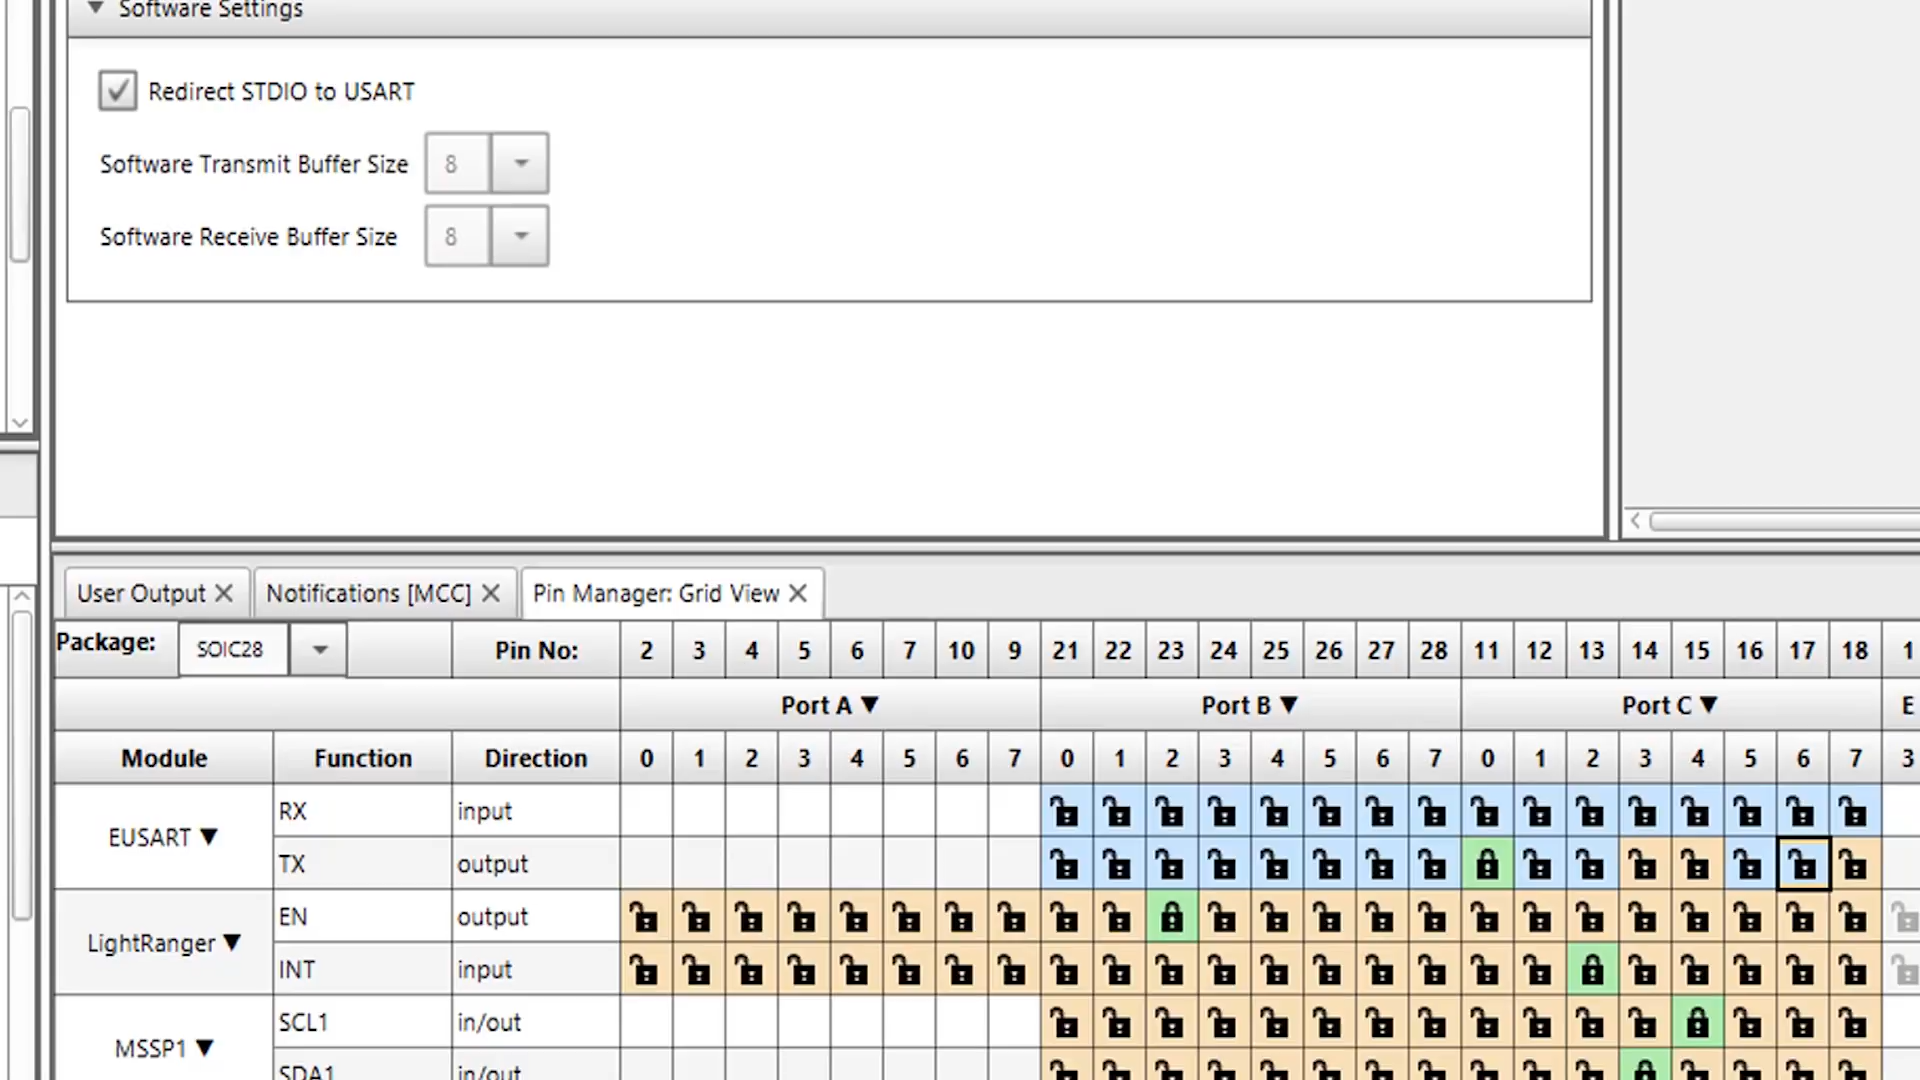 Software Settings
Redirect STDIO to USART
Software Transmit Buffer Size 8
Software Receive Buffer Size 8
User Output Notifications [MCC] Pin Manager: Grid View
Package: SOIC28 Pin No: 2 3 4 5 6 7 10 9 21 22 23 24 25 26 27 28 11 12 13 14 15 16 17 18 1
Port A ▼ Port B ▼ Port C ▼ E
Module Function Direction 0 1 2 3 4 5 6 7 0 1 2 3 4 5 6 7 0 1 2 3 4 5 6 7 3
EUSART ▼ RX input
TX output
LightRanger ▼ EN output
INT input
MSSP1 ▼ SCL1 in/out
SDA1 in/out